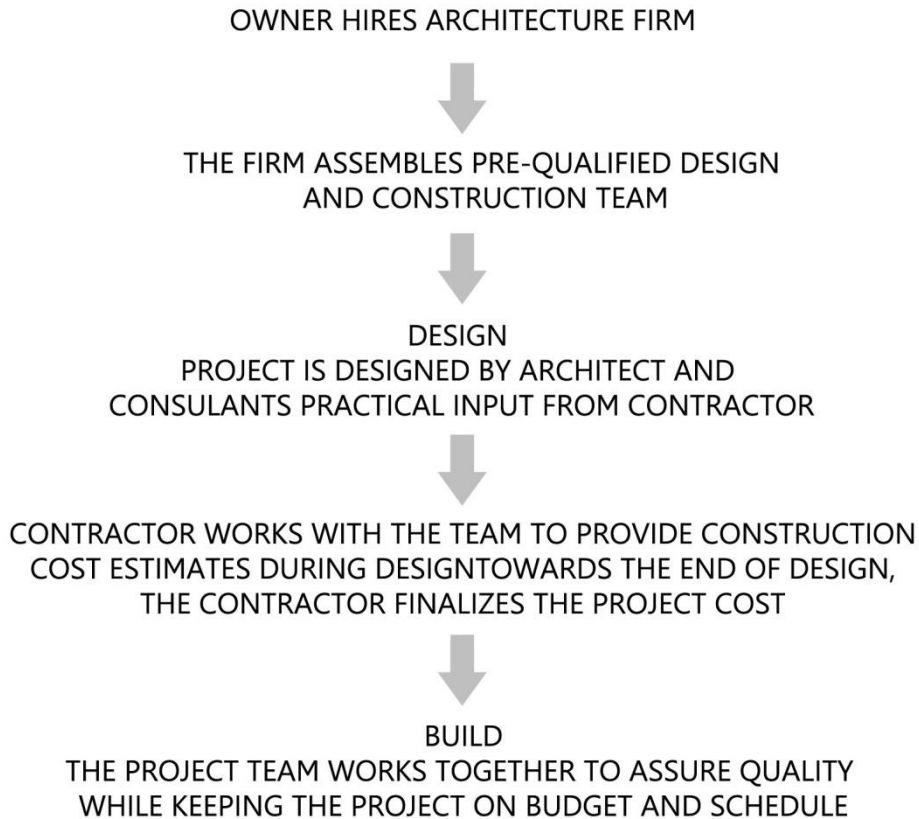 OWNER HIRES ARCHITECTURE FIRM
THE FIRM ASSEMBLES PRE-QUALIFIED DESIGN
AND CONSTRUCTION TEAM
DESIGN
PROJECT IS DESIGNED BY ARCHITECT AND
CONSULANTS PRACTICAL INPUT FROM CONTRACTOR
CONTRACTOR WORKS WITH THE TEAM TO PROVIDE CONSTRUCTION
COST ESTIMATES DURING DESIGNTOWARDS THE END OF DESIGN,
THE CONTRACTOR FINALIZES THE PROJECT COST
BUILD
THE PROJECT TEAM WORKS TOGETHER TO ASSURE QUALITY
WHILE KEEPING THE PROJECT ON BUDGET AND SCHEDULE